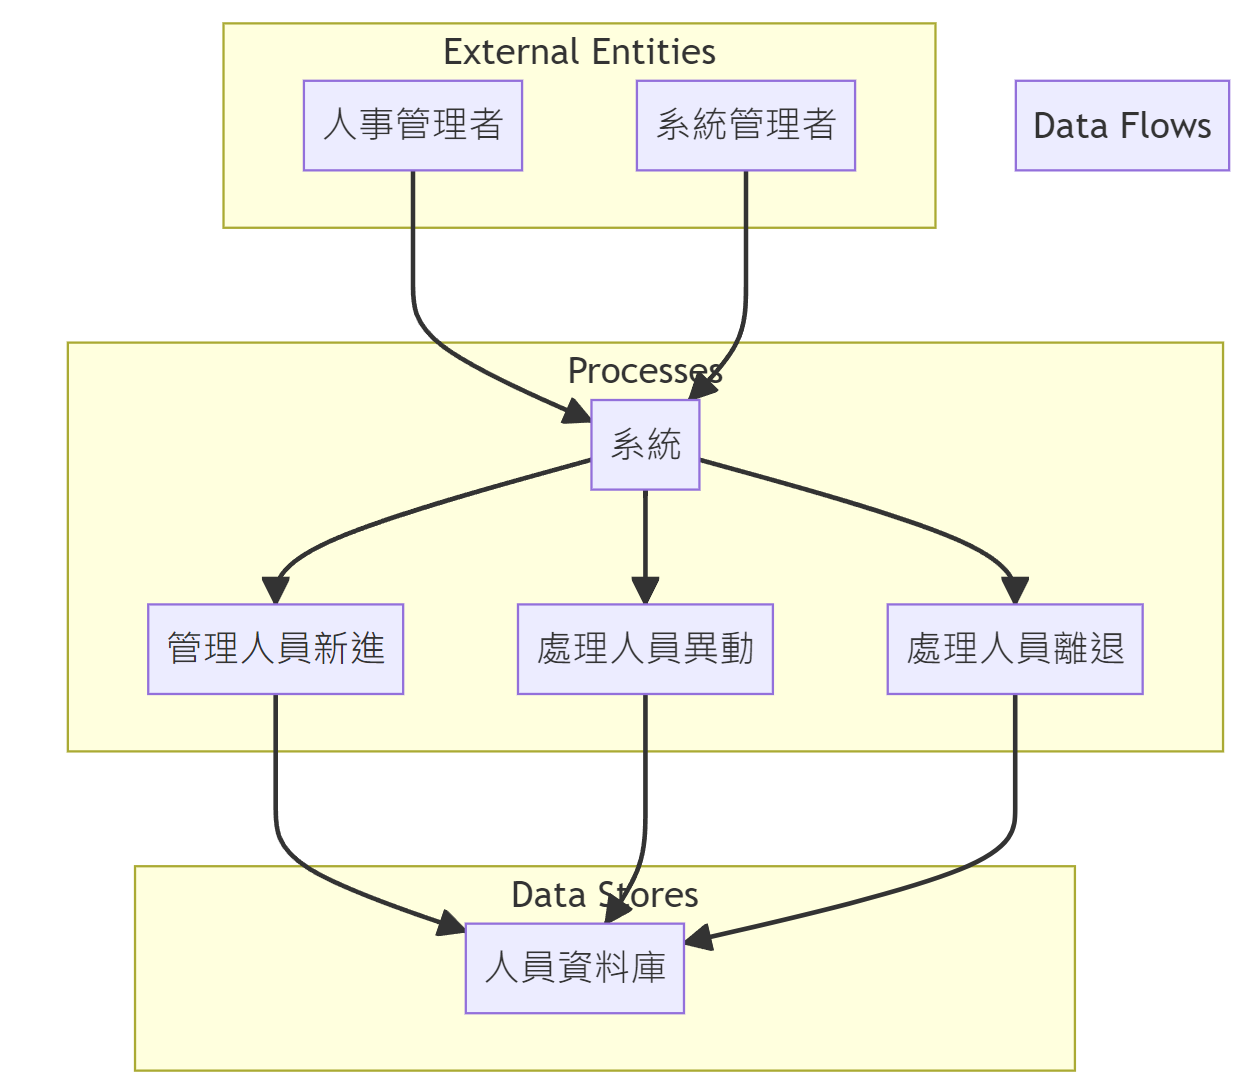 External Entities
人事管理者
系統管理者
Data Flows
Processes
系統
管理人員新進
處理人員異動
處理人員離退
Data Stores
人員資料庫